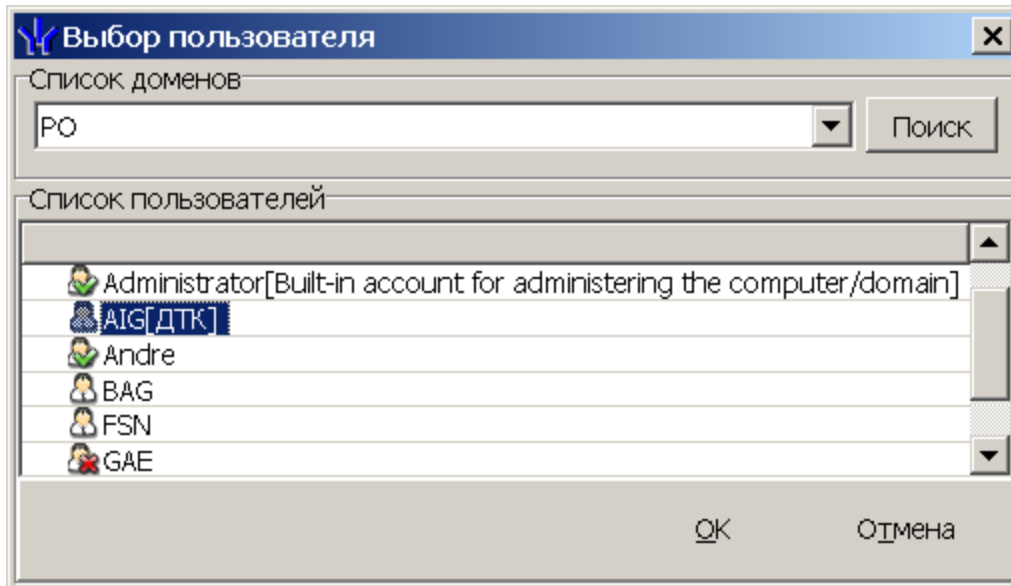 Выбор пользователя
Список доменов
PO
Поиск
Список пользователей
Administrator[Built-in account for administering the computer/domain]
AIG[ДТК]
Andre
BAG
FSN
GAE
OK
Отмена